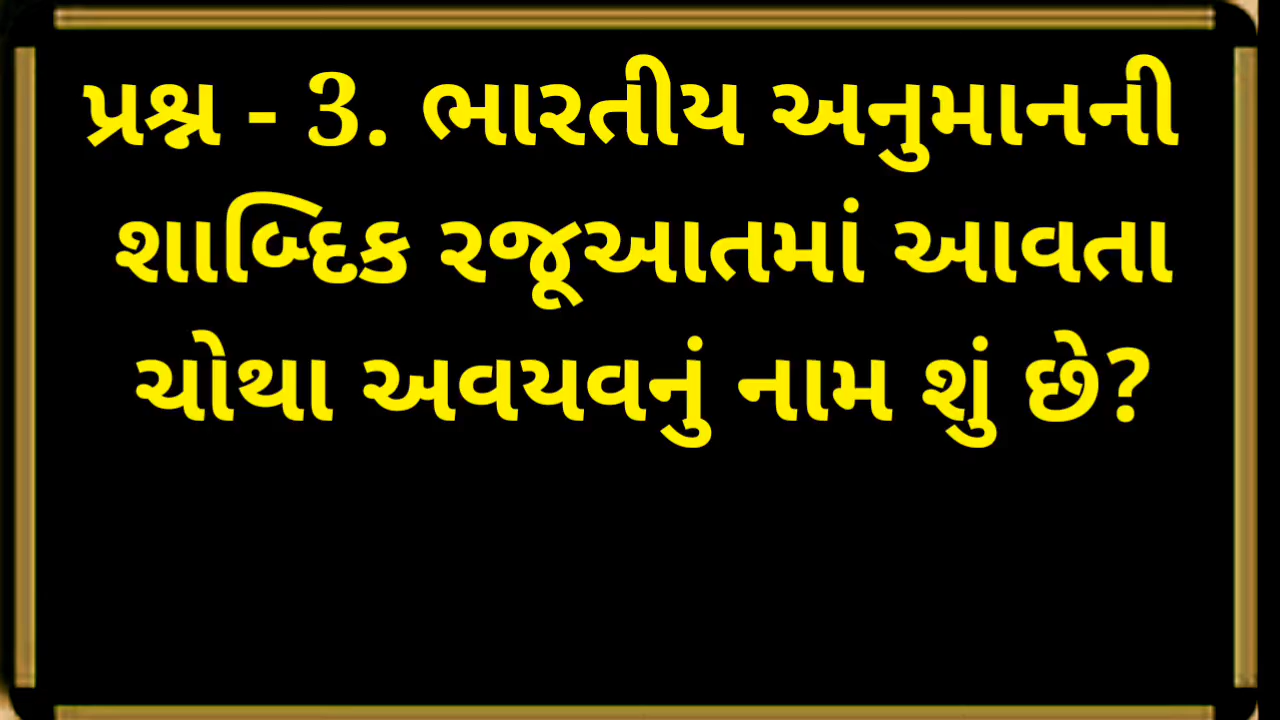 પ્રશ્ન - 3. ભારતીય અનુમાનની
શાબ્દિક રજૂઆતમાં આવતા
ચોથા અવયવનું નામ શું છે?